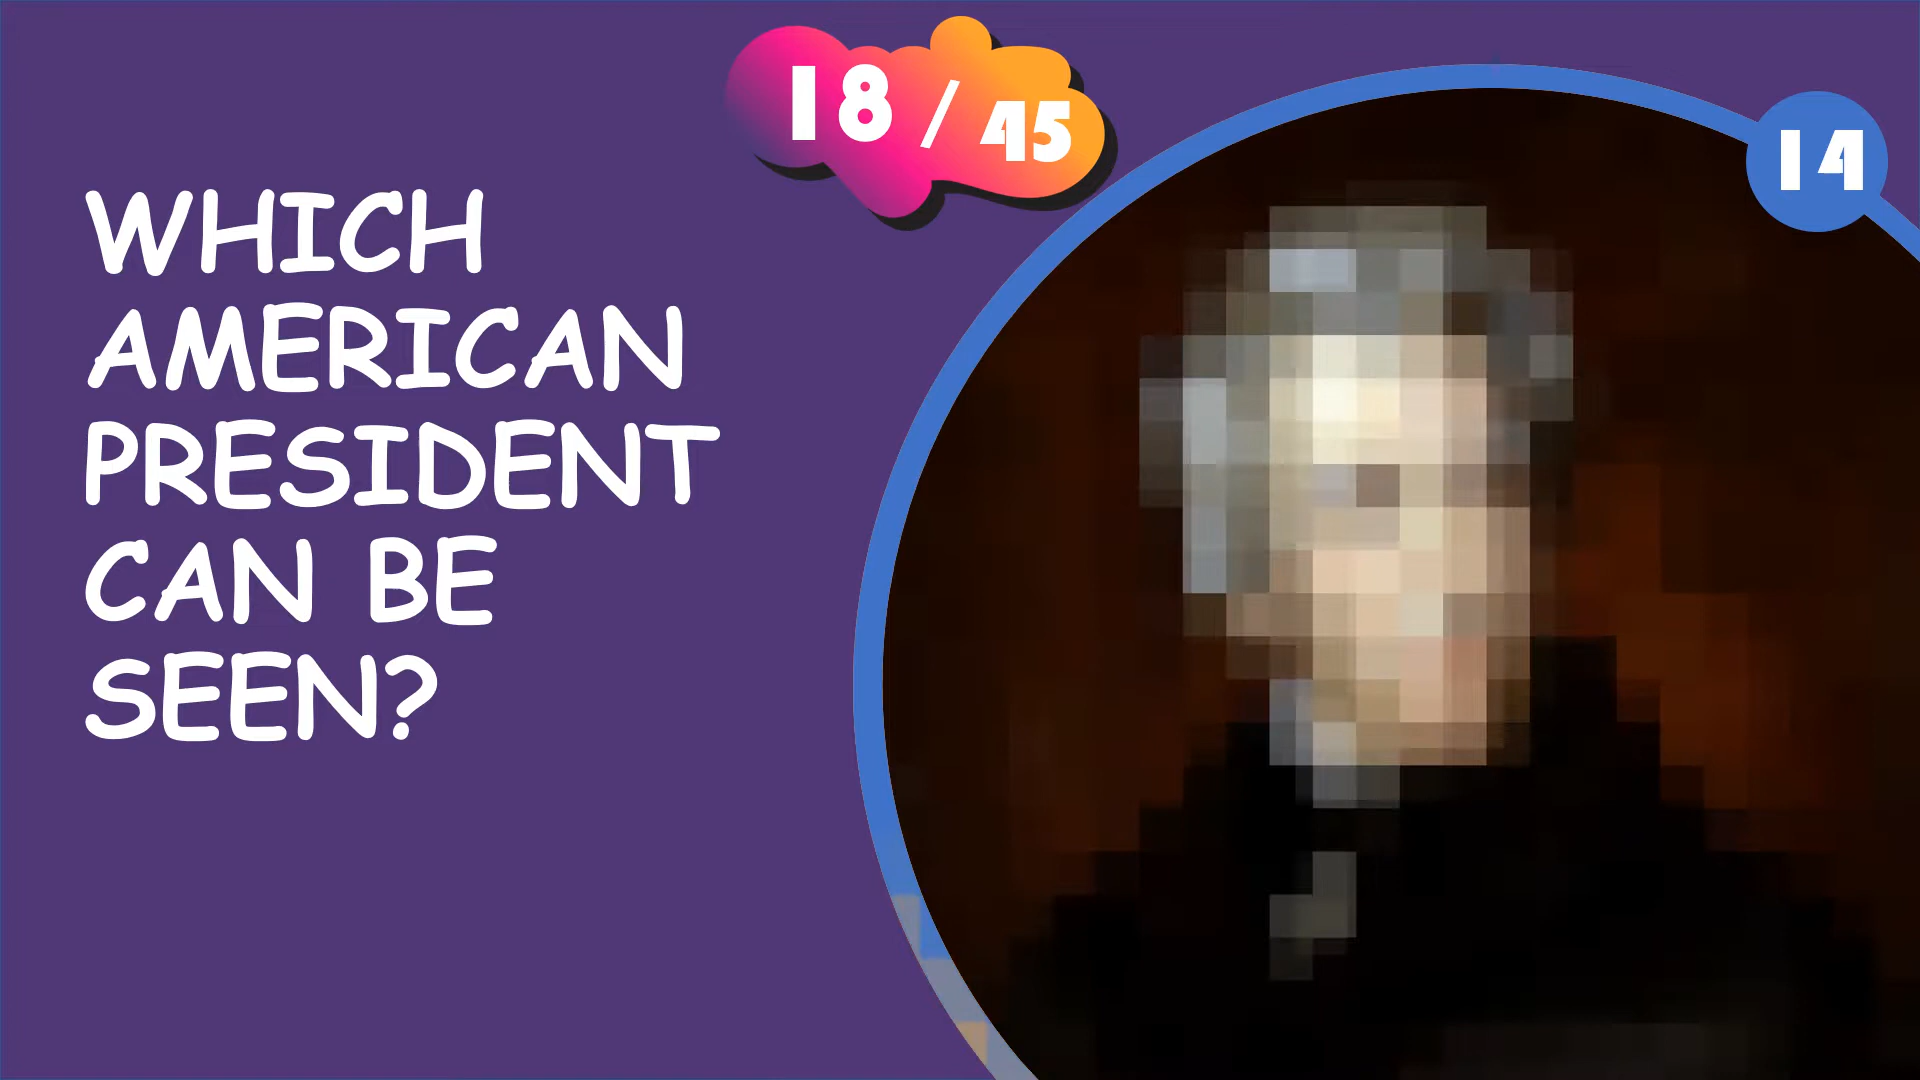 18 / 45
14
WHICH
AMERICAN
PRESIDENT
CAN BE
SEEN?